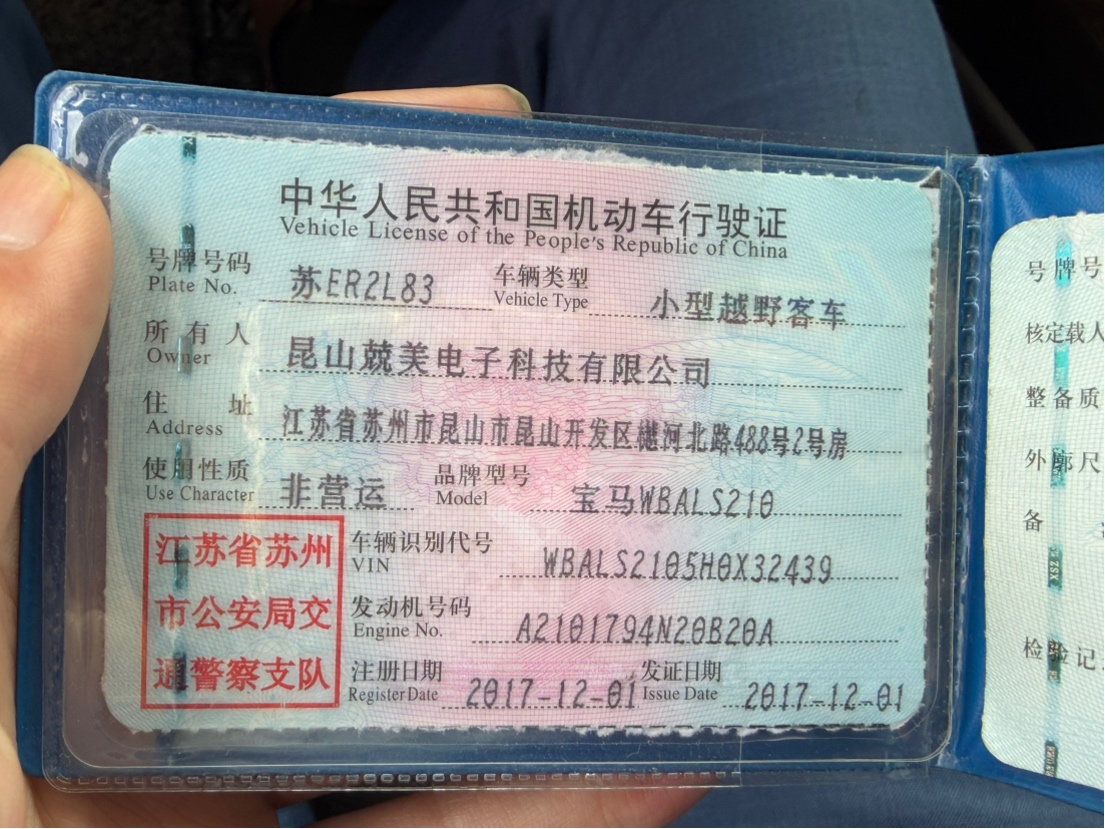 中华人民共和国机动车行驶证
Vehicle License of the People's Republic of China
号牌号码 苏ER2L83 车辆类型 小型越野客车
Plate No. Vehicle Type
所有人 昆山兢美电子科技有限公司
Owner
住址 江苏省苏州市昆山市昆山开发区樾河北路488号2号房
Address
使用性质 非营运 品牌型号 宝马WBALS210
Use Character Model
江苏省苏州
市公安局交
通警察支队
车辆识别代号 WBALS2105H0X32439
VIN
发动机号码 A2101794N20B20A
Engine No.
注册日期 2017-12-01 发证日期 2017-12-01
Register Date Issue Date
号牌号
核定载人
整备质
外廓尺
备
检验记